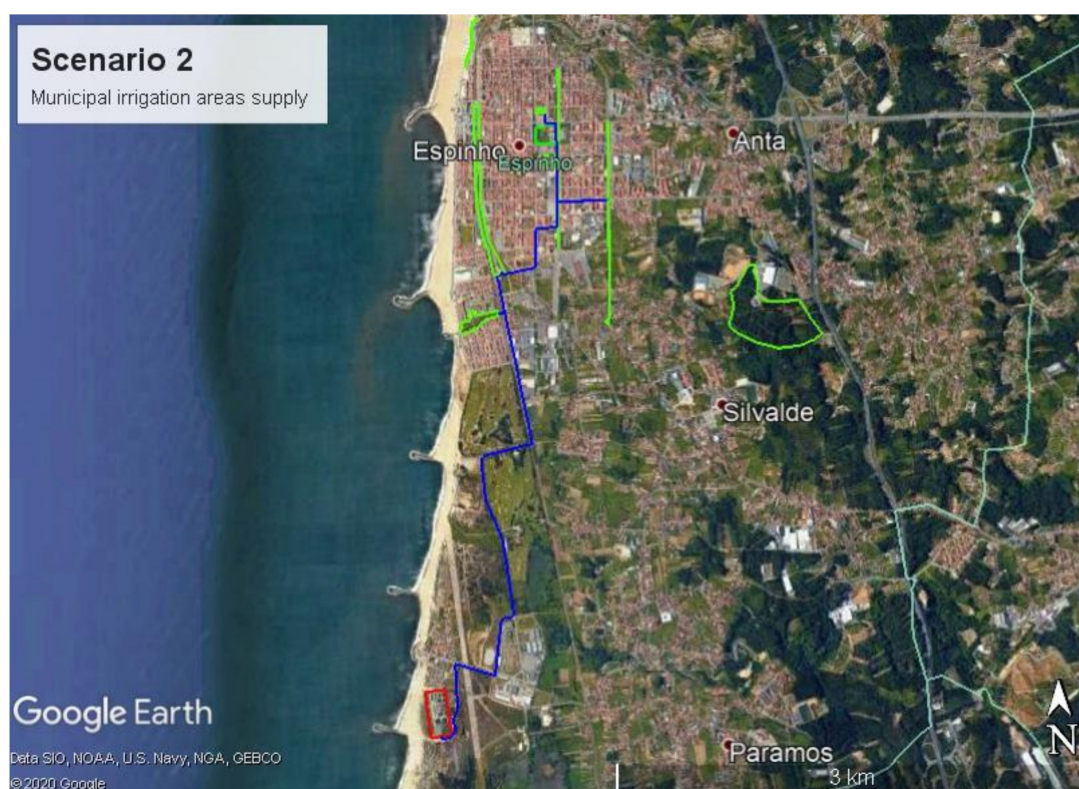 Scenario 2
Municipal irrigation areas supply
Espinho
Espinho
Anta
Silvalde
Paramos
Google Earth
N
Data SIO, NOAA, U.S. Navy, NGA, GEBCO
3 km
© 2020 Google